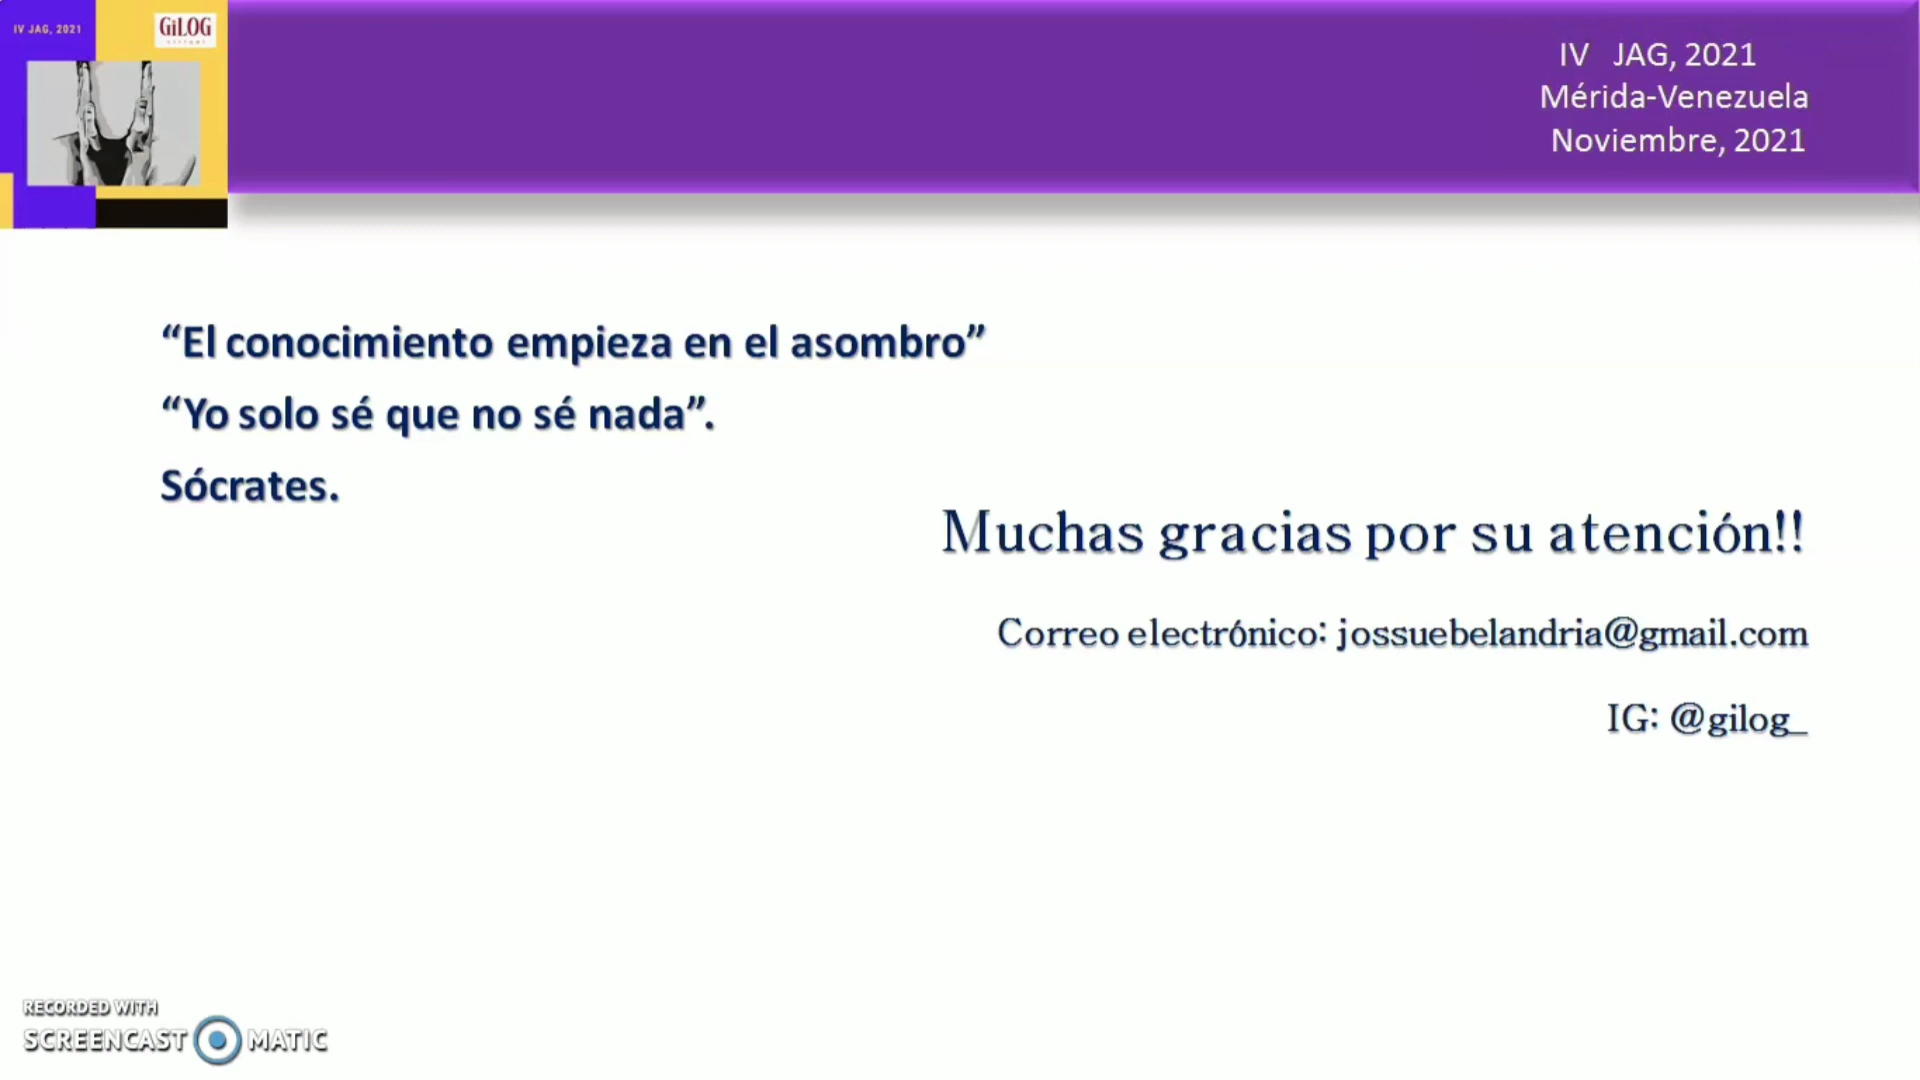 IV JAG, 2021
GiLOG
IV JAG, 2021
Mérida-Venezuela
Noviembre, 2021
“El conocimiento empieza en el asombro”
“Yo solo sé que no sé nada”.
Sócrates.
Muchas gracias por su atención!!
Correo electrónico: jossuebelandria@gmail.com
IG: @gilog_
RECORDED WITH
SCREENCAST MATIC